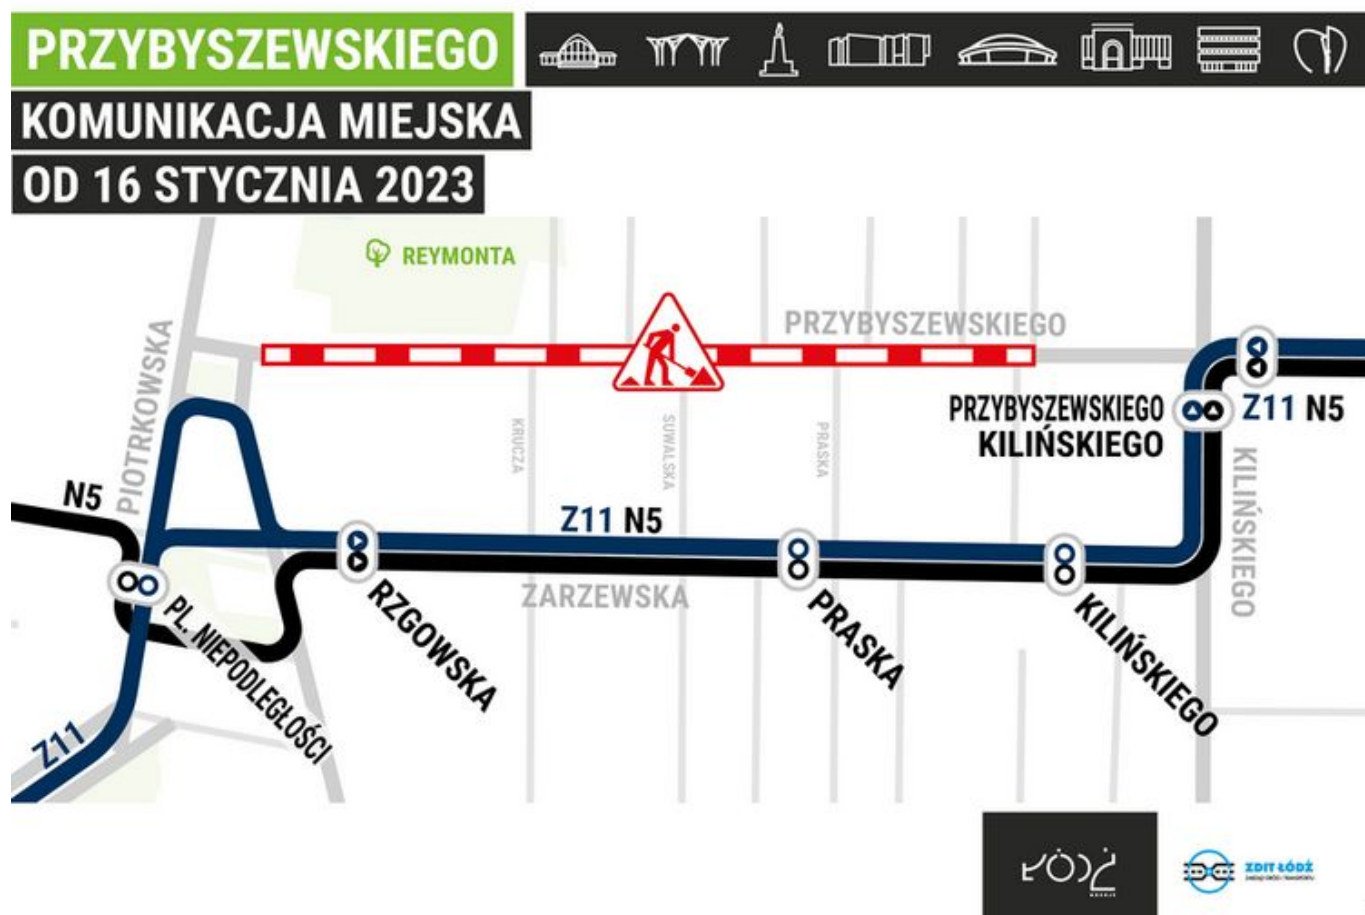 PRZYBYSZEWSKIEGO
KOMUNIKACJA MIEJSKA
OD 16 STYCZNIA 2023
REYMONTA
PRZYBYSZEWSKIEGO
PIOTRKOWSKA
KRUCZA
SUWALSKA
PRASKA
PRZYBYSZEWSKIEGO
KILIŃSKIEGO
Z11 N5
KILIŃSKIEGO
N5
Z11 N5
ZARZEWSKA
PL. NIEPODLEGŁOŚCI
RZGOWSKA
PRASKA
KILIŃSKIEGO
Z11
ŁÓDŹ
ZDIT ŁÓDŹ